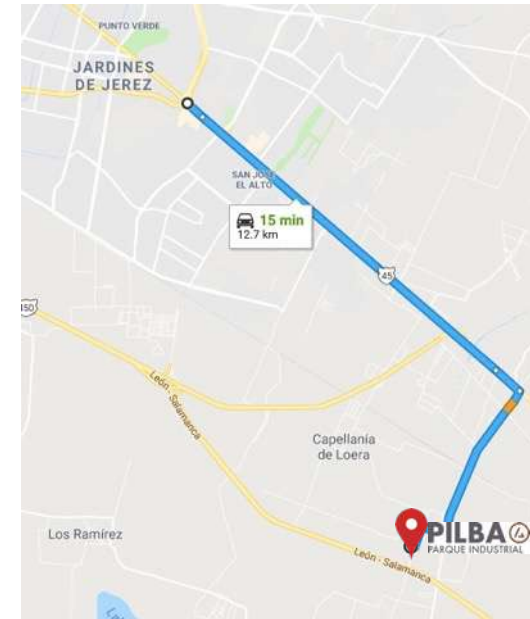 PUNTO VERDE
JARDINES
DE JEREZ
SAN JOSÉ
EL ALTO
15 min
12.7 km
45
450
León - Salamanca
Capellanía
de Loera
Los Ramírez
PILBA
PARQUE INDUSTRIAL
León - Salamanca